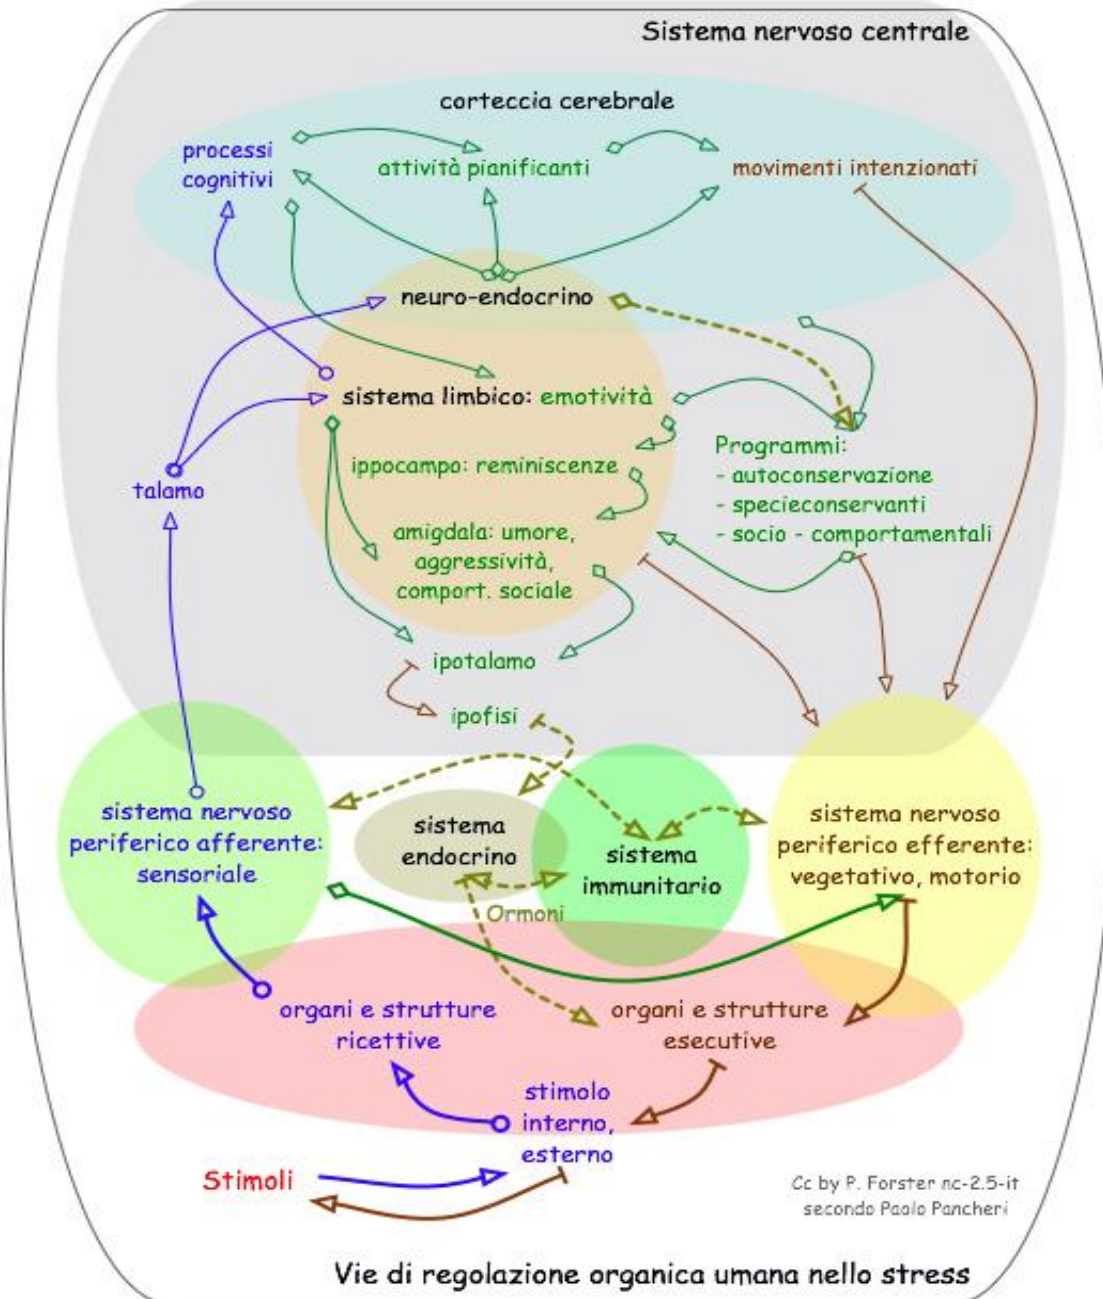 Sistema nervoso centrale
corteccia cerebrale
processi
cognitivi
attività pianificanti
movimenti intenzionati
neuro-endocrino
sistema limbico: emotività
ippocampo: reminiscenze
Programmi:
- autoconservazione
- specieconservanti
- socio - comportamentali
talamo
amigdala: umore,
aggressività,
comport. sociale
ipotalamo
ipofisi
sistema nervoso
periferico afferente:
sensoriale
sistema
endocrino
sistema
immunitario
sistema nervoso
periferico efferente:
vegetativo, motorio
Ormoni
organi e strutture
ricettive
organi e strutture
esecutive
stimolo
interno,
esterno
Stimoli
Cc by P. Forster nc-2.5-it
secondo Paolo Pancheri
Vie di regolazione organica umana nello stress